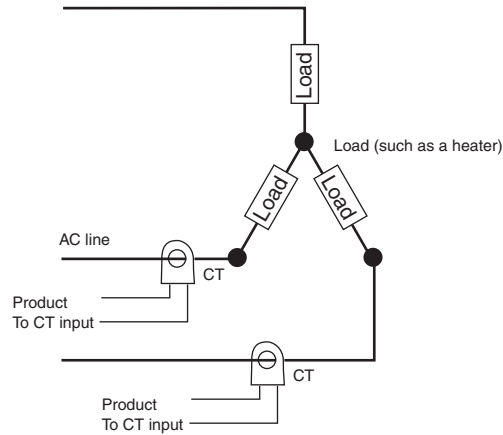 Load
Load (such as a heater)
Load
Load
AC line
CT
Product
To CT input
CT
Product
To CT input